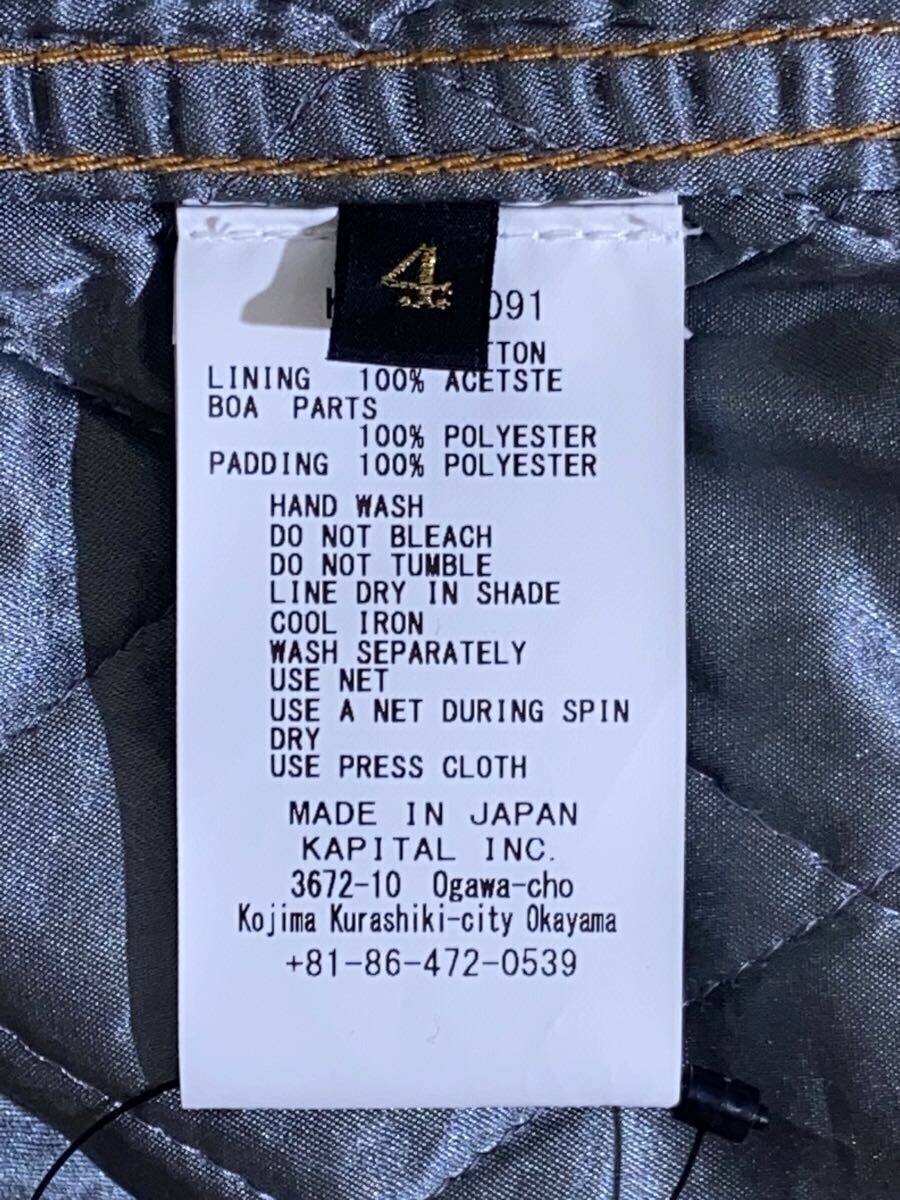 4
091
LINING 100% ACETSTE
BOA PARTS
100% POLYESTER
PADDING 100% POLYESTER
HAND WASH
DO NOT BLEACH
DO NOT TUMBLE
LINE DRY IN SHADE
COOL IRON
WASH SEPARATELY
USE NET
USE A NET DURING SPIN
DRY
USE PRESS CLOTH
MADE IN JAPAN
KAPITAL INC.
3672-10 Ogawa-cho
Kojima Kurashiki-city Okayama
+81-86-472-0539